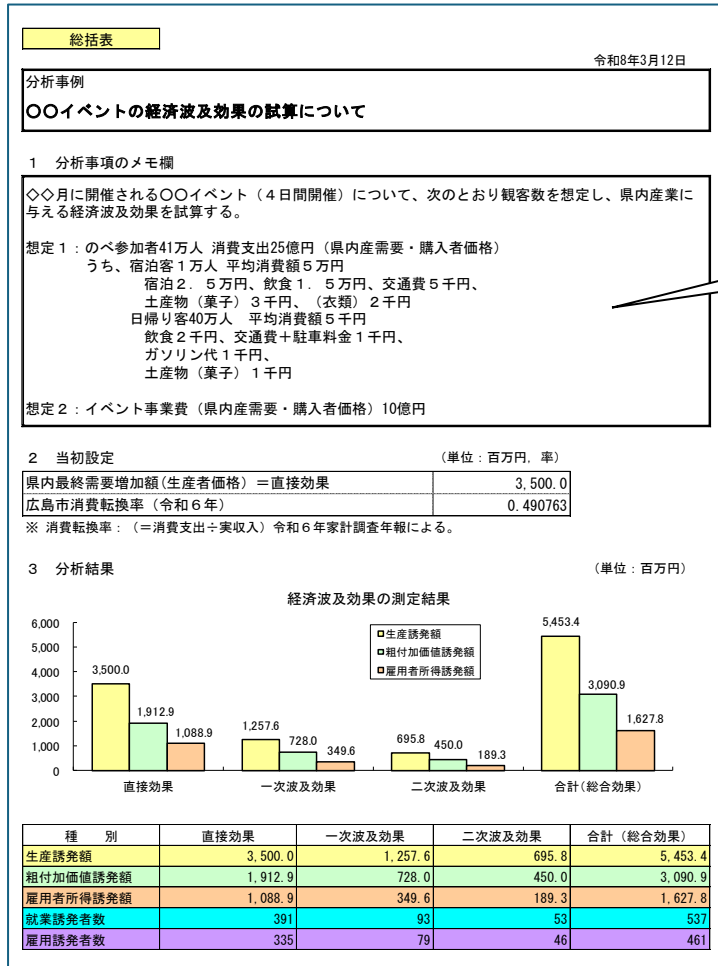 総括表
令和8年3月12日
分析事例
〇〇イベントの経済波及効果の試算について
1 分析事項のメモ欄
◇◇月に開催される〇〇イベント（４日間開催）について、次のとおり観客数を想定し、県内産業に
与える経済波及効果を試算する。
想定１：のべ参加者41万人 消費支出25億円（県内産需要・購入者価格）
うち、宿泊客１万人 平均消費額５万円
宿泊２．５万円、飲食１．５万円、交通費５千円、
土産物（菓子）３千円、（衣類）２千円
日帰り客40万人 平均消費額５千円
飲食２千円、交通費＋駐車料金１千円、
ガソリン代１千円、
土産物（菓子）１千円
想定２：イベント事業費（県内産需要・購入者価格）10億円
2 当初設定 （単位：百万円，率）
県内最終需要増加額(生産者価格）＝直接効果 3,500.0
広島市消費転換率（令和６年） 0.490763
※ 消費転換率：（＝消費支出÷実収入）令和６年家計調査年報による。
3 分析結果 （単位：百万円）
経済波及効果の測定結果
6,000
5,000
4,000
3,000
2,000
1,000
0
生産誘発額
粗付加価値誘発額
雇用者所得誘発額
3,500.0 1,912.9 1,088.9
1,257.6 728.0 349.6
695.8 450.0 189.3
5,453.4 3,090.9 1,627.8
直接効果 一次波及効果 二次波及効果 合計(総合効果)
種 別 直接効果 一次波及効果 二次波及効果 合計（総合効果）
生産誘発額 3,500.0 1,257.6 695.8 5,453.4
粗付加価値誘発額 1,912.9 728.0 450.0 3,090.9
雇用者所得誘発額 1,088.9 349.6 189.3 1,627.8
就業誘発者数 391 93 53 537
雇用誘発者数 335 79 46 461